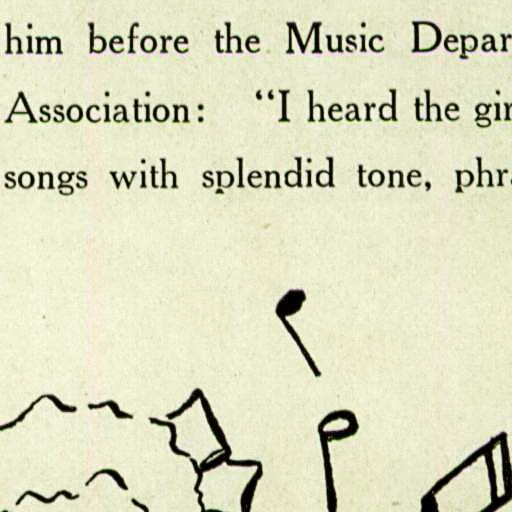 him before the Music Depar
Association: “I heard the gir
songs with splendid tone, phr